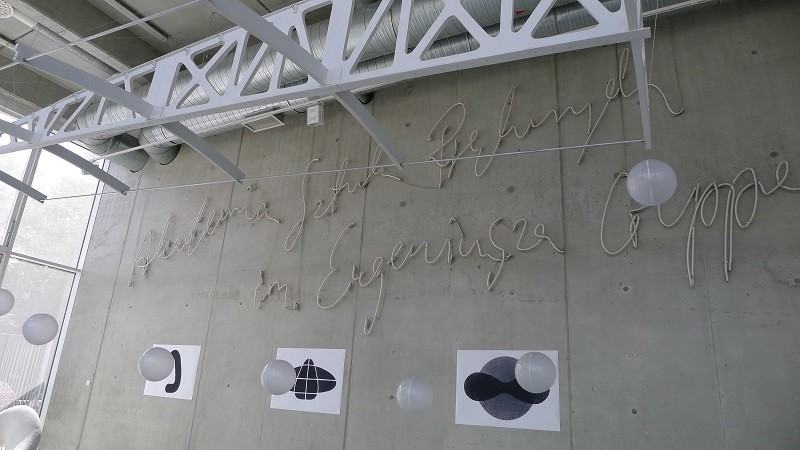 Akademia Sztuk Pięknych
im. Eugeniusza Geppe